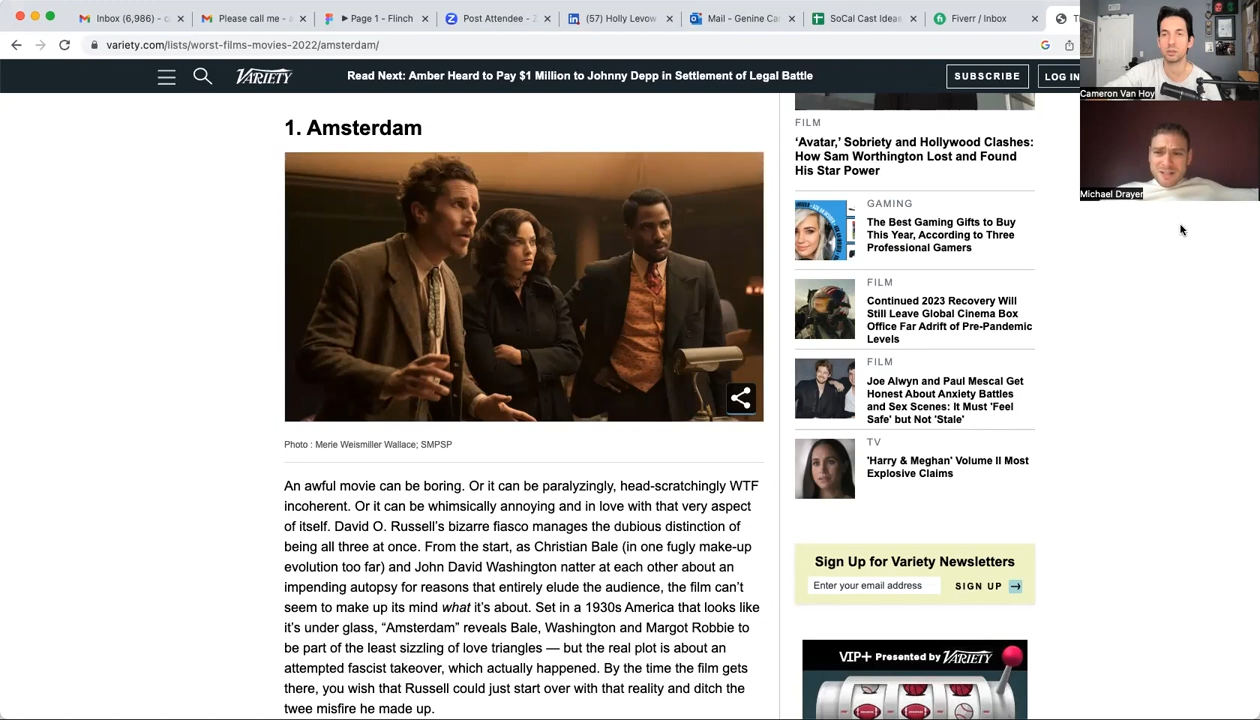 Inbox (6,986) - c
Please call me - c
Page 1 - Flinch
Post Attendee - Z
(57) Holly Levow
Mail - Genine Ca
SoCal Cast Ideas
Fiverr / Inbox
T
variety.com/lists/worst-films-movies-2022/amsterdam/
VARIETY
Read Next: Amber Heard to Pay $1 Million to Johnny Depp in Settlement of Legal Battle
SUBSCRIBE
LOG IN
Cameron Van Hoy
Michael Drayer
1. Amsterdam
Photo : Merie Weismiller Wallace; SMPSP
An awful movie can be boring. Or it can be paralyzingly, head-scratchingly WTF
incoherent. Or it can be whimsically annoying and in love with that very aspect
of itself. David O. Russell’s bizarre fiasco manages the dubious distinction of
being all three at once. From the start, as Christian Bale (in one fugly make-up
evolution too far) and John David Washington natter at each other about an
impending autopsy for reasons that entirely elude the audience, the film can’t
seem to make up its mind what it’s about. Set in a 1930s America that looks like
it’s under glass, “Amsterdam” reveals Bale, Washington and Margot Robbie to
be part of the least sizzling of love triangles — but the real plot is about an
attempted fascist takeover, which actually happened. By the time the film gets
there, you wish that Russell could just start over with that reality and ditch the
twee misfire he made up.
FILM
‘Avatar,’ Sobriety and Hollywood Clashes:
How Sam Worthington Lost and Found
His Star Power
GAMING
The Best Gaming Gifts to Buy
This Year, According to Three
Professional Gamers
FILM
Continued 2023 Recovery Will
Still Leave Global Cinema Box
Office Far Adrift of Pre-Pandemic
Levels
FILM
Joe Alwyn and Paul Mescal Get
Honest About Anxiety Battles
and Sex Scenes: It Must ‘Feel
Safe’ but Not ‘Stale’
TV
'Harry & Meghan' Volume II Most
Explosive Claims
Sign Up for Variety Newsletters
Enter your email address
SIGN UP
VIP+ Presented by VARIETY